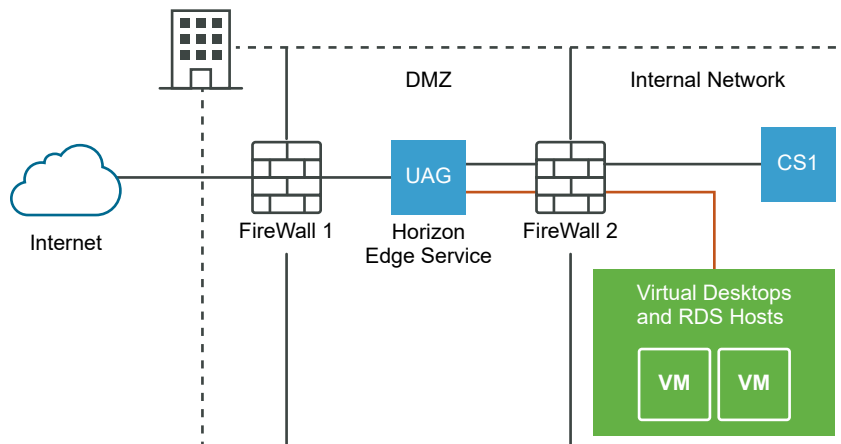 DMZ
Internal Network
UAG
CS1
Internet
FireWall 1
Horizon
Edge Service
FireWall 2
Virtual Desktops
and RDS Hosts
VM
VM